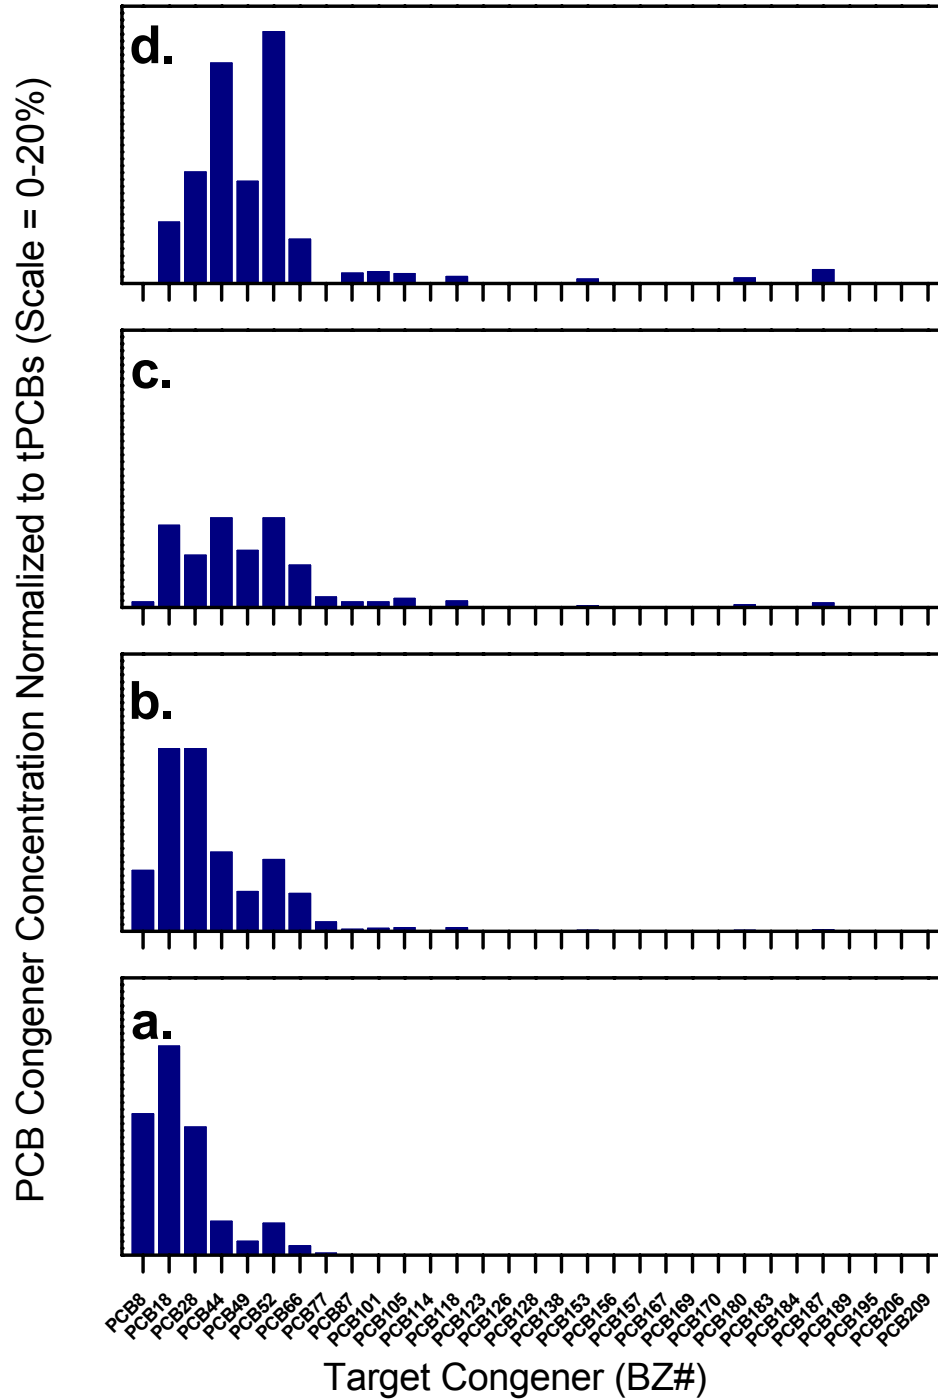 PCB Congener Concentration Normalized to tPCBs (Scale = 0-20%)
d.
c.
b.
a.
PCB8
PCB18
PCB28
PCB44
PCB49
PCB52
PCB66
PCB77
PCB87
PCB101
PCB105
PCB114
PCB118
PCB123
PCB126
PCB128
PCB138
PCB153
PCB156
PCB157
PCB167
PCB169
PCB170
PCB180
PCB183
PCB184
PCB187
PCB189
PCB195
PCB206
PCB209
Target Congener (BZ#)